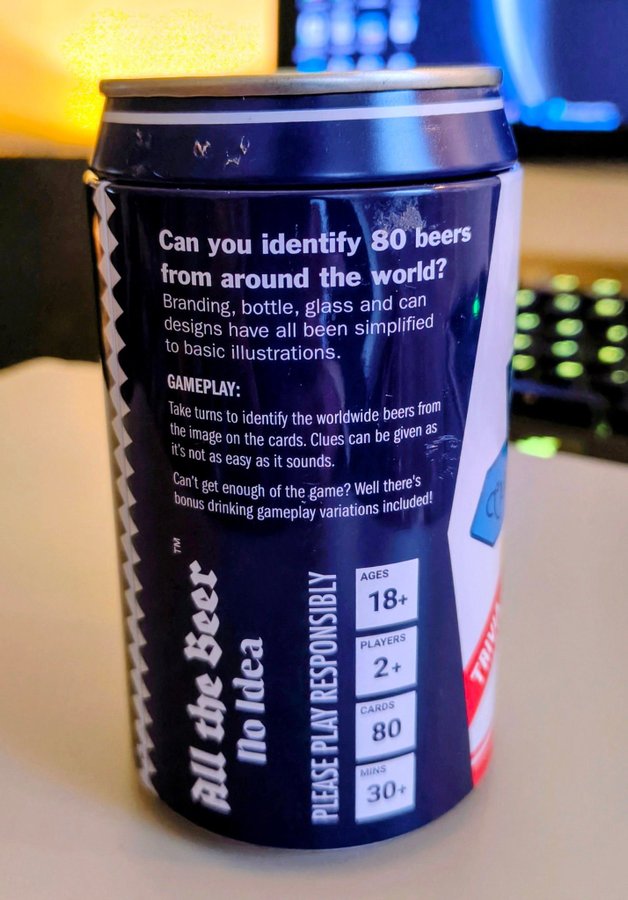 Can you identify 80 beers
from around the world?
Branding, bottle, glass and can
designs have all been simplified
to basic illustrations.
GAMEPLAY:
Take turns to identify the worldwide beers from
the image on the cards. Clues can be given as
it's not as easy as it sounds.
Can't get enough of the game? Well there's
bonus drinking gameplay variations included!
All the Beer™
No Idea
PLEASE PLAY RESPONSIBLY
AGES
18+
PLAYERS
2+
CARDS
80
MINS
30+